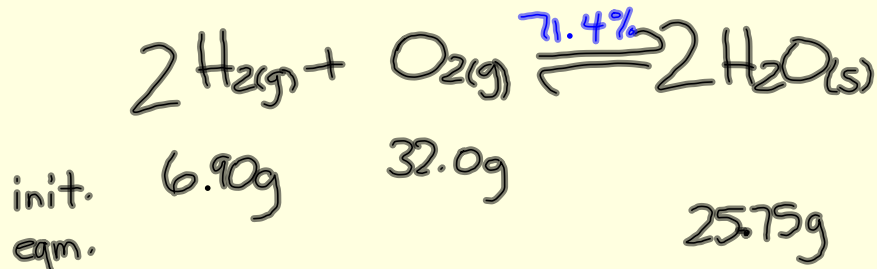 71.4%
2H₂(g) + O₂(g) ⇌ 2H₂O(s)
init. 6.90g 32.0g
eqm. 25.75g